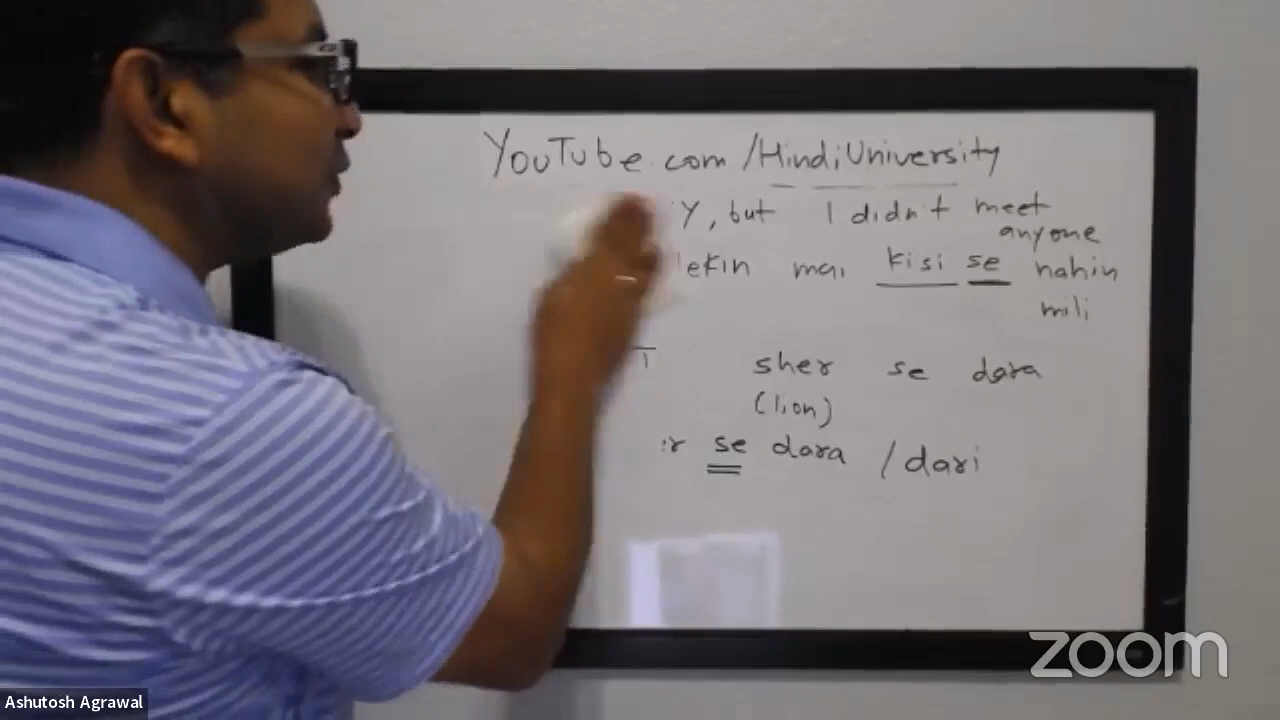 YouTube.com/HindiUniversity
but I didn't meet
anyone
mai kisi se nahin
mili
sher se dara
(lion)
se dara / dari
zoom
Ashutosh Agrawal